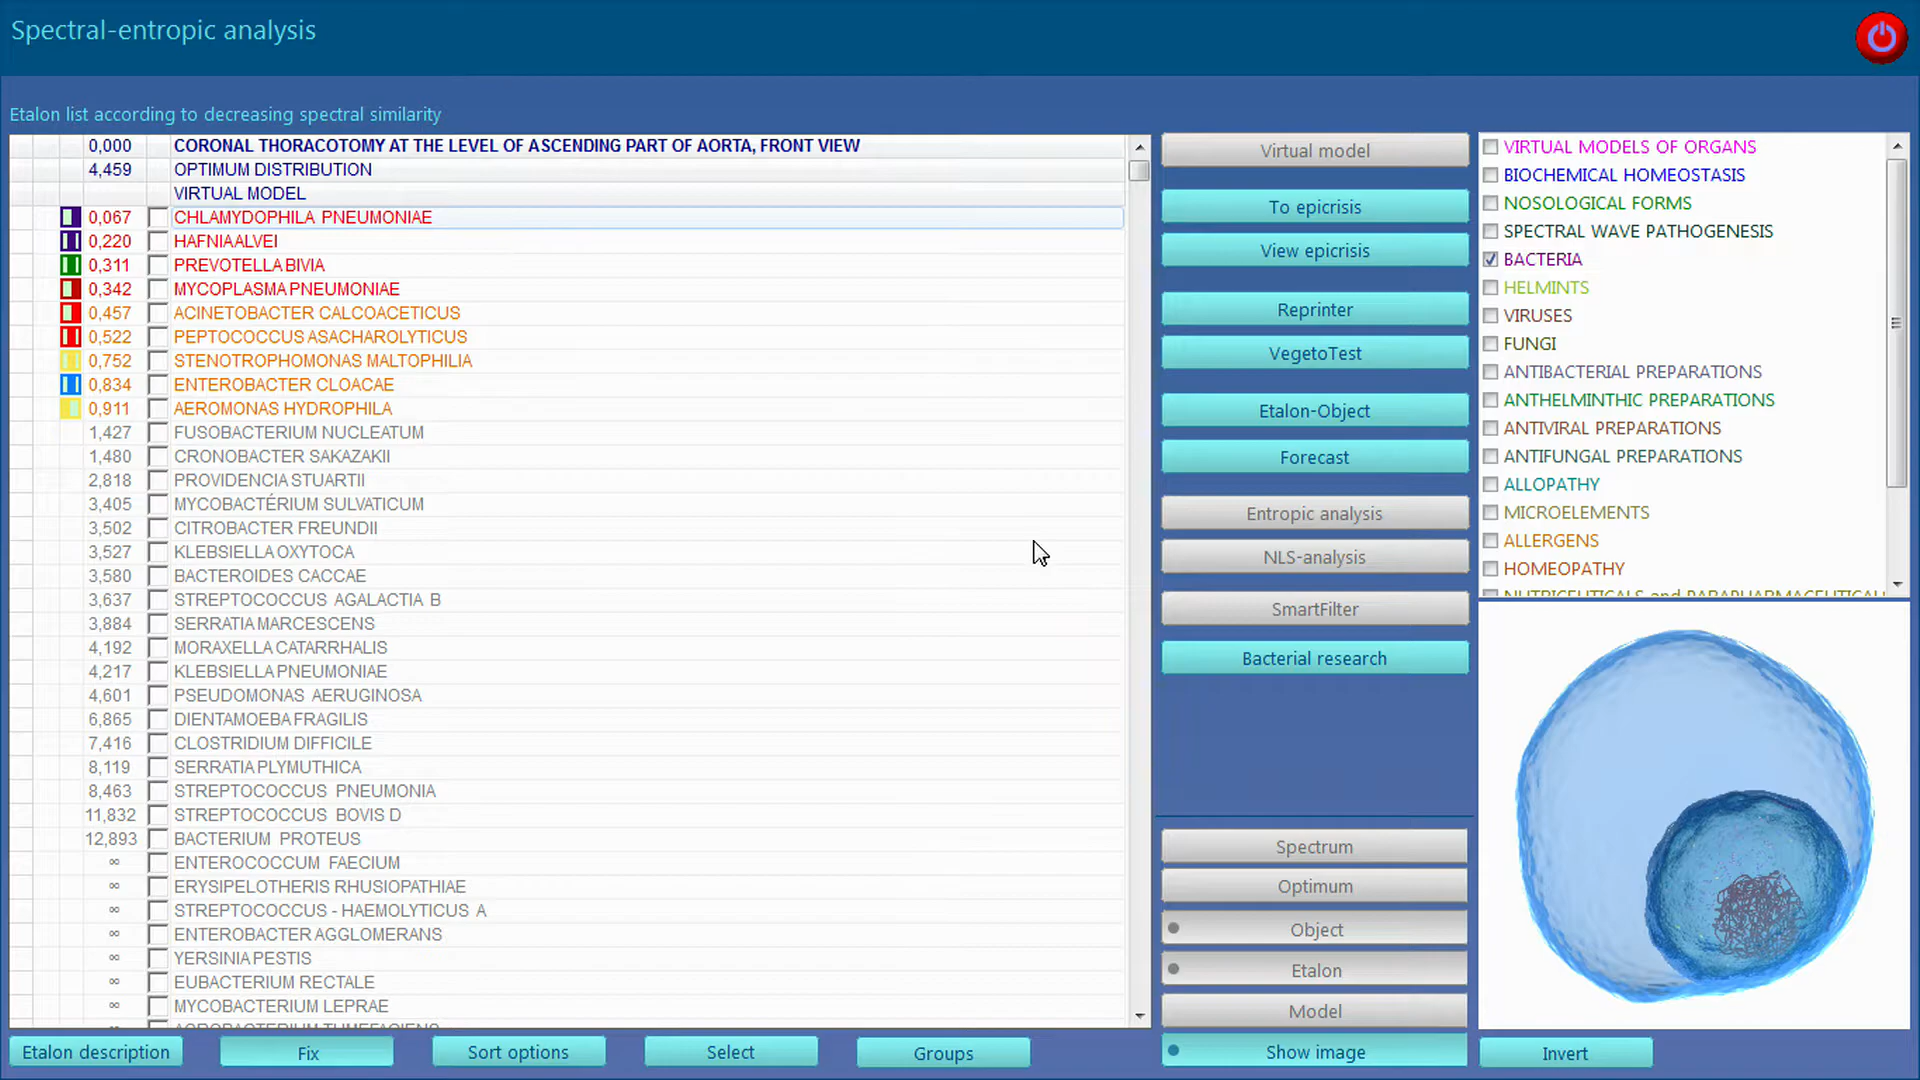 Spectral-entropic analysis
Etalon list according to decreasing spectral similarity
0,000 CORONAL THORACOTOMY AT THE LEVEL OF ASCENDING PART OF AORTA, FRONT VIEW
4,459 OPTIMUM DISTRIBUTION
VIRTUAL MODEL
0,067 CHLAMYDOPHILA PNEUMONIAE
0,220 HAFNIA ALVEI
0,311 PREVOTELLA BIVIA
0,342 MYCOPLASMA PNEUMONIAE
0,457 ACINETOBACTER CALCOACETICUS
0,522 PEPTOCOCCUS ASACHAROLYTICUS
0,752 STENOTROPHOMONAS MALTOPHILIA
0,834 ENTEROBACTER CLOACAE
0,911 AEROMONAS HYDROPHILA
1,427 FUSOBACTERIUM NUCLEATUM
1,480 CRONOBACTER SAKAZAKII
2,818 PROVIDENCIA STUARTII
3,405 MYCOBACTÉRIUM SULVATICUM
3,502 CITROBACTER FREUNDII
3,527 KLEBSIELLA OXYTOCA
3,580 BACTEROIDES CACCAE
3,637 STREPTOCOCCUS AGALACTIA B
3,884 SERRATIA MARCESCENS
4,192 MORAXELLA CATARRHALIS
4,217 KLEBSIELLA PNEUMONIAE
4,601 PSEUDOMONAS AERUGINOSA
6,865 DIENTAMOEBA FRAGILIS
7,416 CLOSTRIDIUM DIFFICILE
8,119 SERRATIA PLYMUTHICA
8,463 STREPTOCOCCUS PNEUMONIA
11,832 STREPTOCOCCUS BOVIS D
12,893 BACTERIUM PROTEUS
∞ ENTEROCOCCUM FAECIUM
∞ ERYSIPELOTHERIS RHUSIOPATHIAE
∞ STREPTOCOCCUS - HAEMOLYTICUS A
∞ ENTEROBACTER AGGLOMERANS
∞ YERSINIA PESTIS
∞ EUBACTERIUM RECTALE
∞ MYCOBACTERIUM LEPRAE
∞ AGROBACTERIUM TUMEFACIENS
Virtual model
To epicrisis
View epicrisis
Reprinter
VegetoTest
Etalon-Object
Forecast
Entropic analysis
NLS-analysis
SmartFilter
Bacterial research
Spectrum
Optimum
Object
Etalon
Model
Show image
VIRTUAL MODELS OF ORGANS
BIOCHEMICAL HOMEOSTASIS
NOSOLOGICAL FORMS
SPECTRAL WAVE PATHOGENESIS
BACTERIA
HELMINTS
VIRUSES
FUNGI
ANTIBACTERIAL PREPARATIONS
ANTHELMINTHIC PREPARATIONS
ANTIVIRAL PREPARATIONS
ANTIFUNGAL PREPARATIONS
ALLOPATHY
MICROELEMENTS
ALLERGENS
HOMEOPATHY
NUTRICEUTICALS and
Etalon description
Fix
Sort options
Select
Groups
Invert